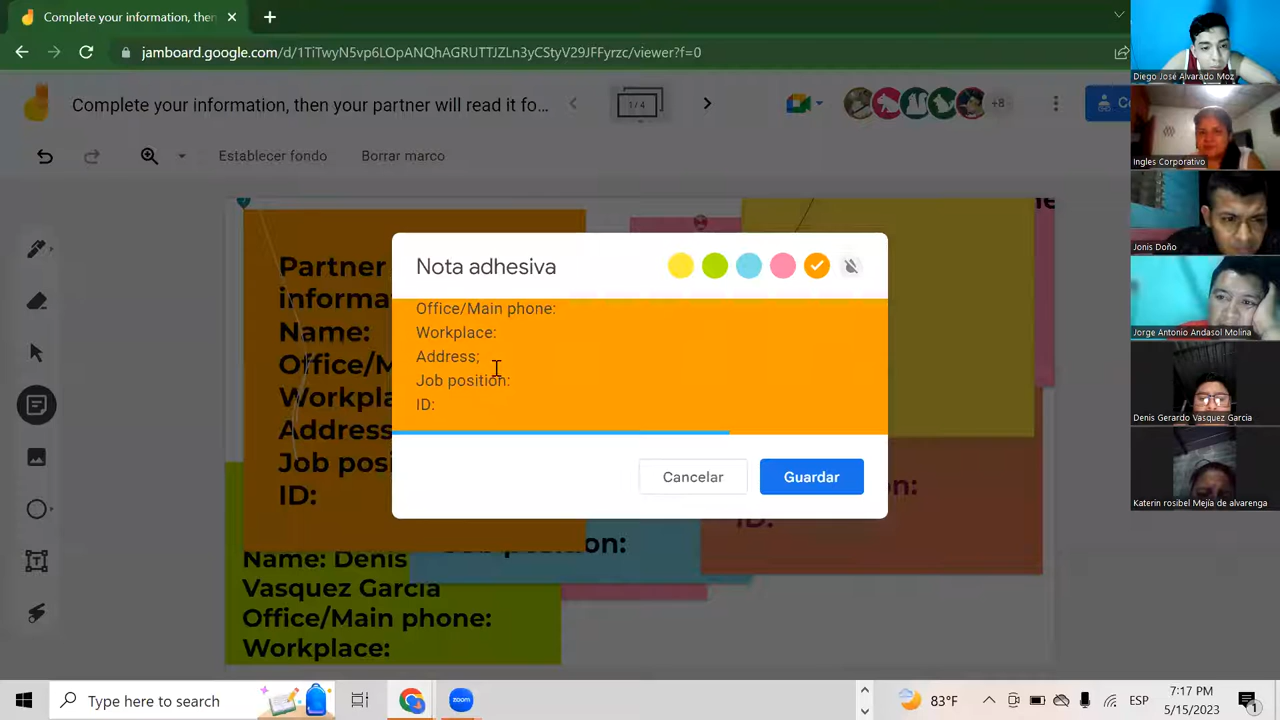 Complete your information, then
jamboard.google.com/d/1TiTwyN5vp6LOpANQhAGRUTTJZLn3yCStyV29JFFyrzc/viewer?f=0
Complete your information, then your partner will read it fo...
1/4
+8
Establecer fondo
Borrar marco
Nota adhesiva
Office/Main phone:
Workplace:
Address;
Job position:
ID:
Cancelar
Guardar
Partner
informa
Name:
Office/M
Workpla
Address
Job posi
ID:
Name: Denis
Vasquez Garcia
Office/Main phone:
Workplace:
Job position:
ID:
Diego José Alvarado Moz
Ingles Corporativo
Jonis Doño
Jorge Antonio Andasol Molina
Denis Gerardo Vasquez Garcia
Katerin rosibel Mejía de alvarenga
Type here to search
zoom
83°F
ESP
7:17 PM
5/15/2023
1